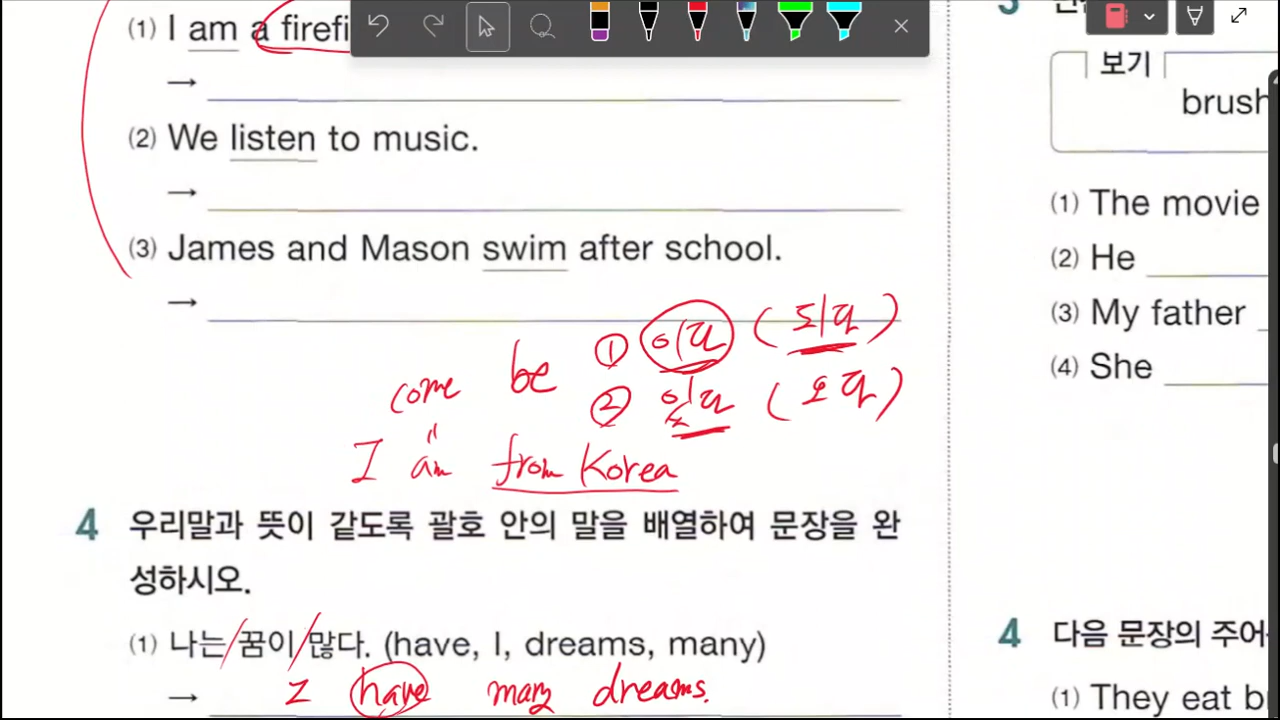 (1) I am a firefi
→
(2) We listen to music.
→
(3) James and Mason swim after school.
→
be ① 이다 (되다)
② 있다 (오다)
come
"
I am from Korea
4 우리말과 뜻이 같도록 괄호 안의 말을 배열하여 문장을 완
성하시오.
(1) 나는/꿈이/많다. (have, I, dreams, many)
→ I have many dreams.
보기
brush
(1) The movie
(2) He
(3) My father
(4) She
4 다음 문장의 주어
(1) They eat b